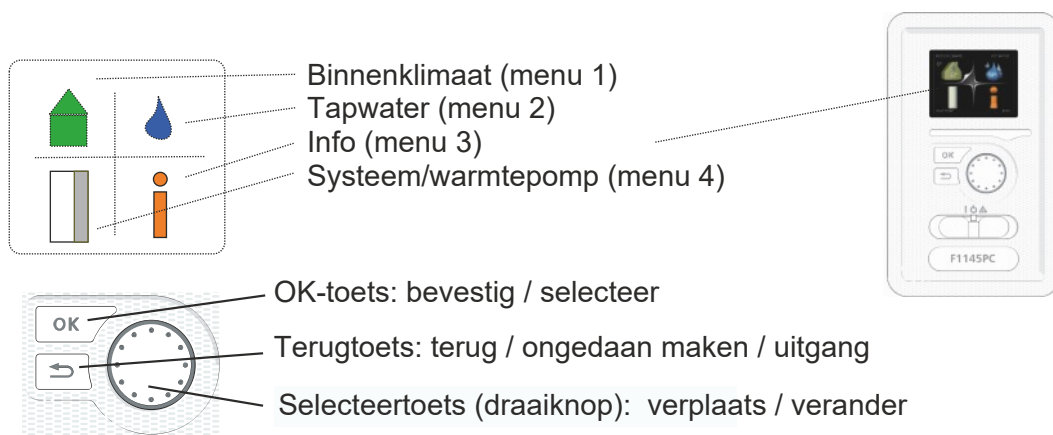 Binnenklimaat (menu 1)
Tapwater (menu 2)
Info (menu 3)
Systeem/warmtepomp (menu 4)
OK
F1145PC
OK
OK-toets: bevestig / selecteer
Terugtoets: terug / ongedaan maken / uitgang
Selecteertoets (draaiknop): verplaats / verander